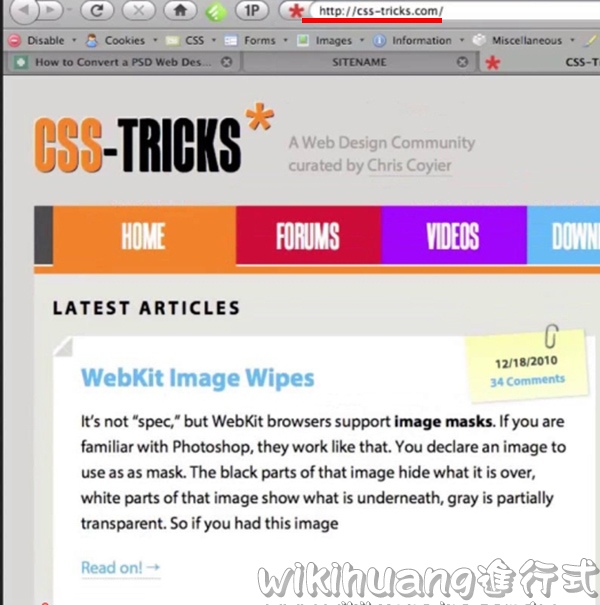 1P
http://css-tricks.com/
Disable Cookies CSS Forms Images Information Miscellaneous
How to Convert a PSD Web Des...
SITENAME
CSS-T
CSS-TRICKS*
A Web Design Community
curated by Chris Coyier
HOME FORUMS VIDEOS DOWN
LATEST ARTICLES
12/18/2010
34 Comments
WebKit Image Wipes
It's not “spec,” but WebKit browsers support image masks. If you are
familiar with Photoshop, they work like that. You declare an image to
use as as mask. The black parts of that image hide what it is over,
white parts of that image show what is underneath, gray is partially
transparent. So if you had this image
Read on! →
wikihuang進行式